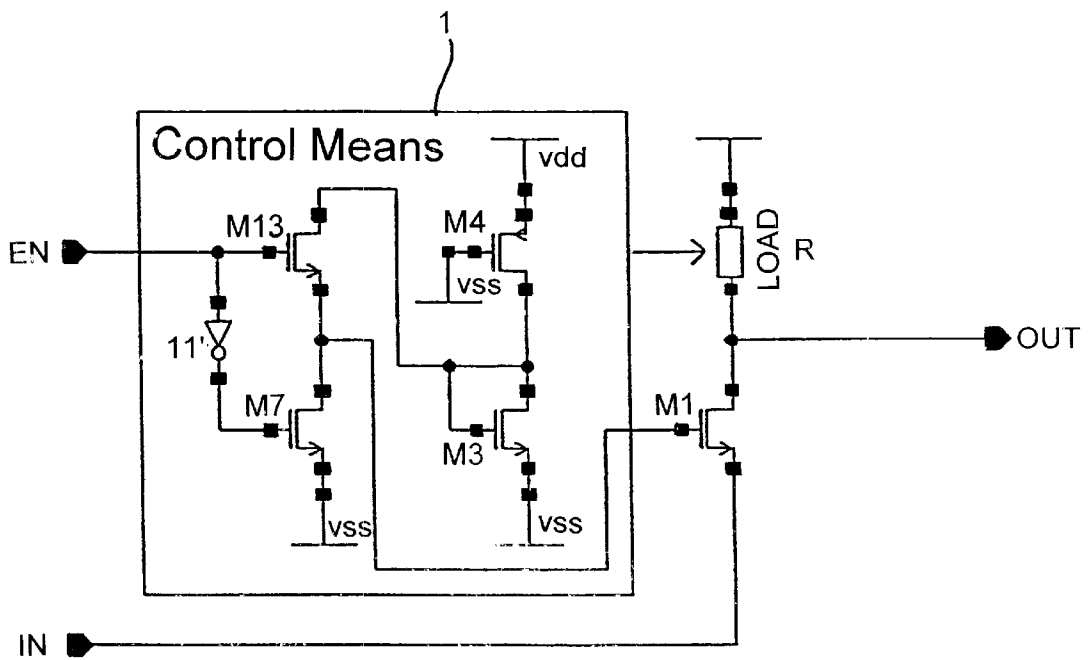 1
Control Means
vdd
M13
M4
EN
vss
LOAD
R
11'
OUT
M7
M3
M1
vss
vss
IN